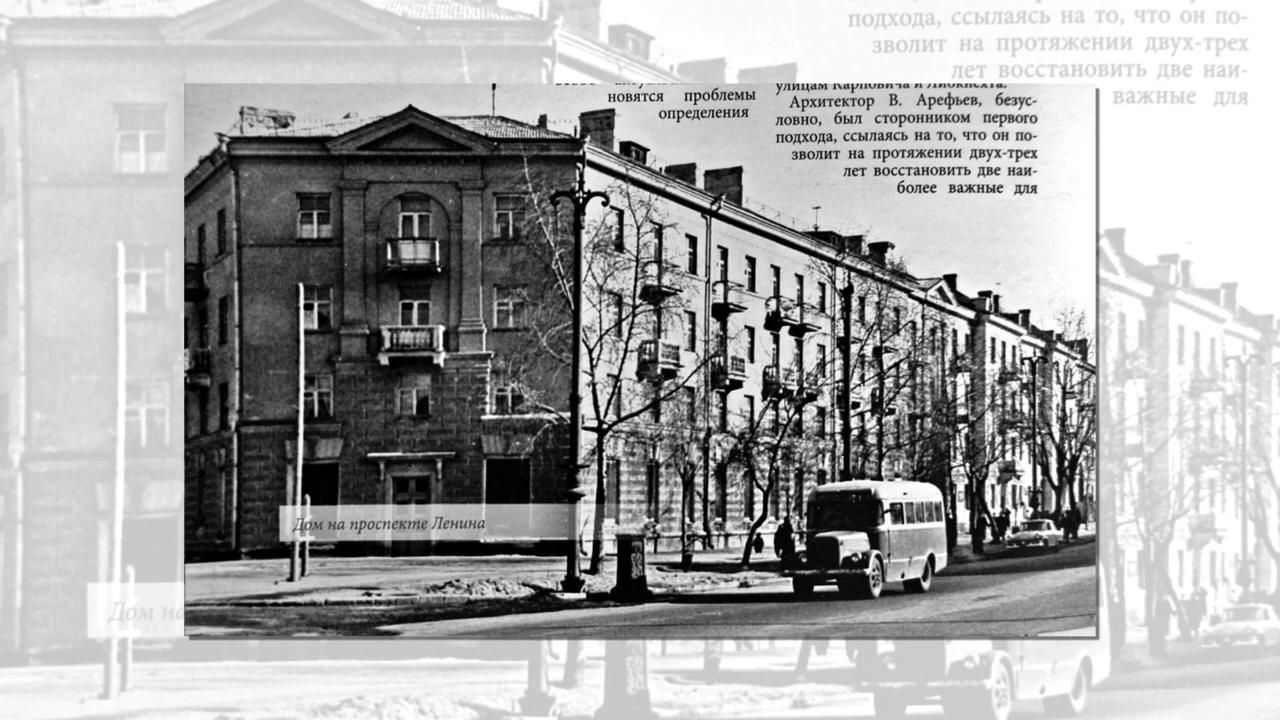 новятся проблемы
определения
улицам Карповича и Либкнехта.
Архитектор В. Арефьев, безус-
ловно, был сторонником первого
подхода, ссылаясь на то, что он по-
зволит на протяжении двух-трех
лет восстановить две наи-
более важные для
Дом на проспекте Ленина
подхода, ссылаясь на то, что он по-
зволит на протяжении двух-трех
лет восстановить две наи-
важные для
Дом на